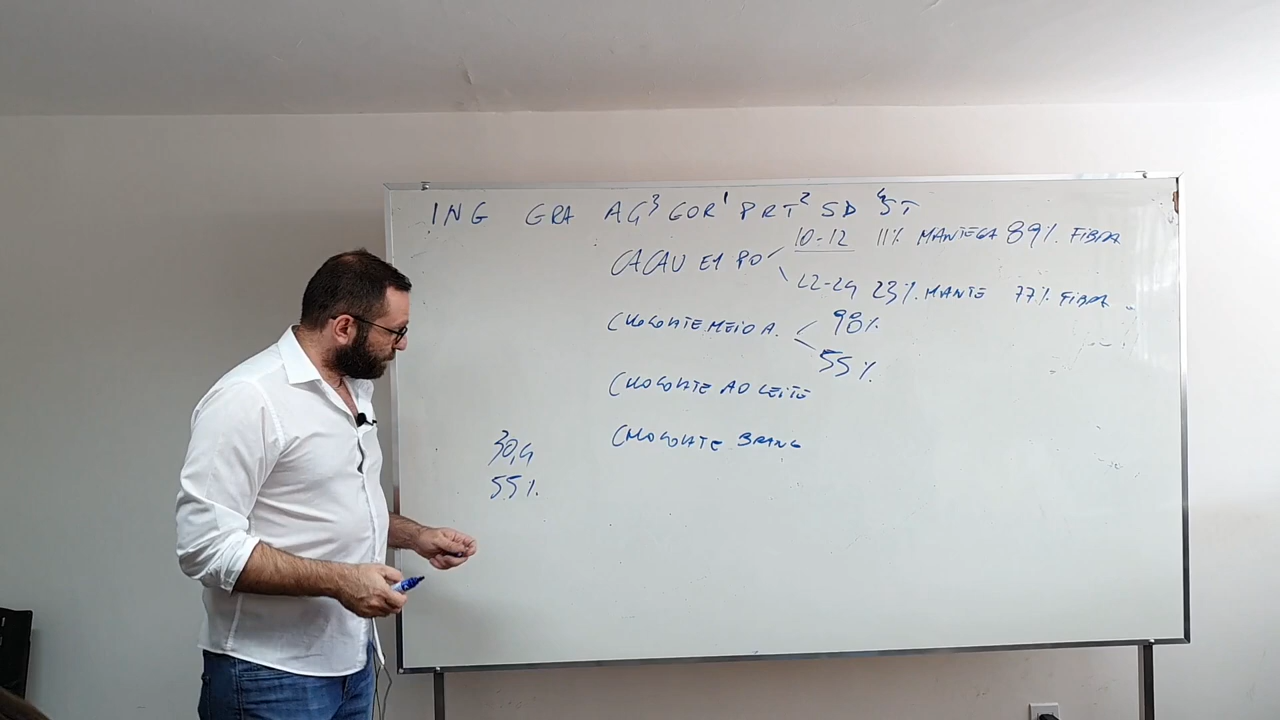 ING GRA AG³ GOR¹ PRT² SD ⁴ST
CACAU EM PO 10-12 11% MANTEGA 89% FIBRA
22-24 23% MANTE 77% FIBRA
CHOCOLATE MEIO A. 98%
55%
CHOCOLATE AO LEITE
CHOCOLATE BRANC
30,4
55%